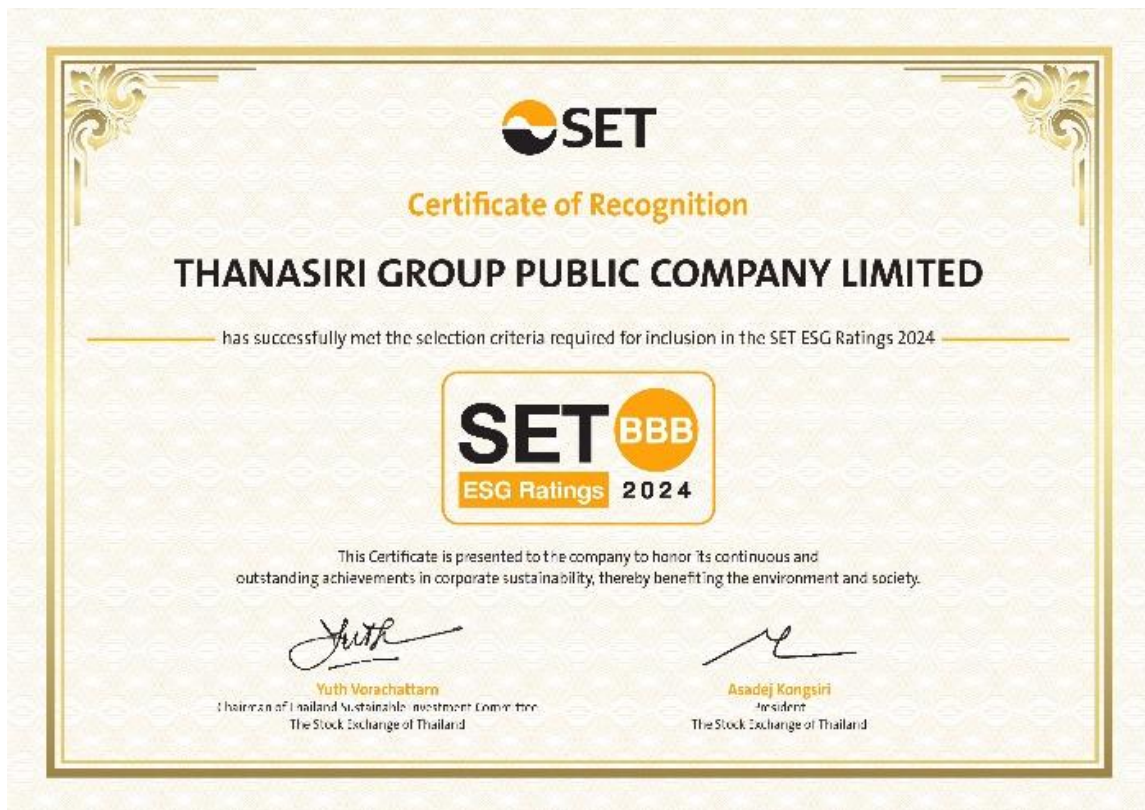 SET
Certificate of Recognition
THANASIRI GROUP PUBLIC COMPANY LIMITED
has successfully met the selection criteria required for inclusion in the SET ESG Ratings 2024
SET BBB
ESG Ratings 2024
This Certificate is presented to the company to honor its continuous and
outstanding achievements in corporate sustainability, thereby benefiting the environment and society.
Yuth
Yuth Vorachattarn
Asadej Kongsiri
Chairman of Thailand Sustainable Investment Committee
President
The Stock Exchange of Thailand
The Stock Exchange of Thailand